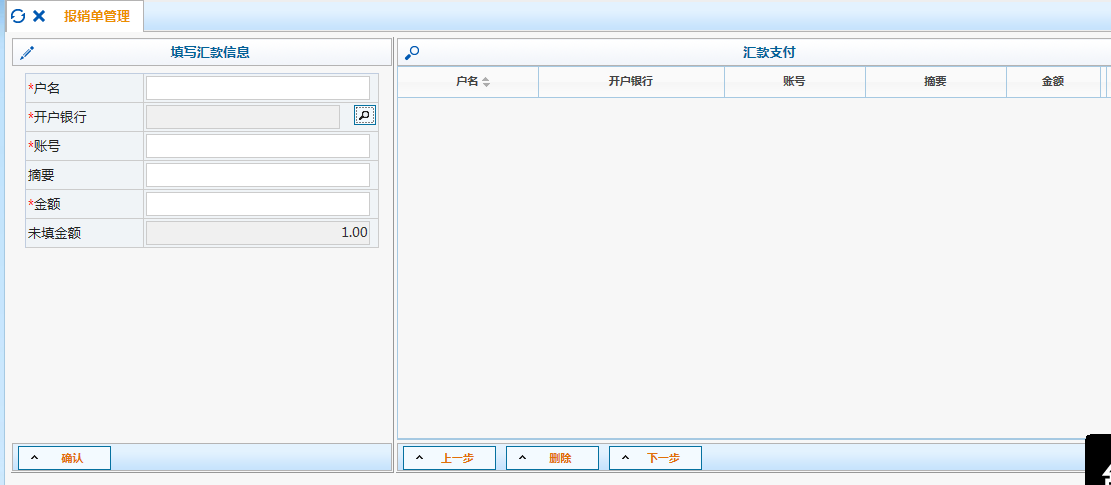 报销单管理
填写汇款信息
*户名
*开户银行
*账号
摘要
*金额
未填金额 1.00
确认
汇款支付
户名 开户银行 账号 摘要 金额
上一步 删除 下一步